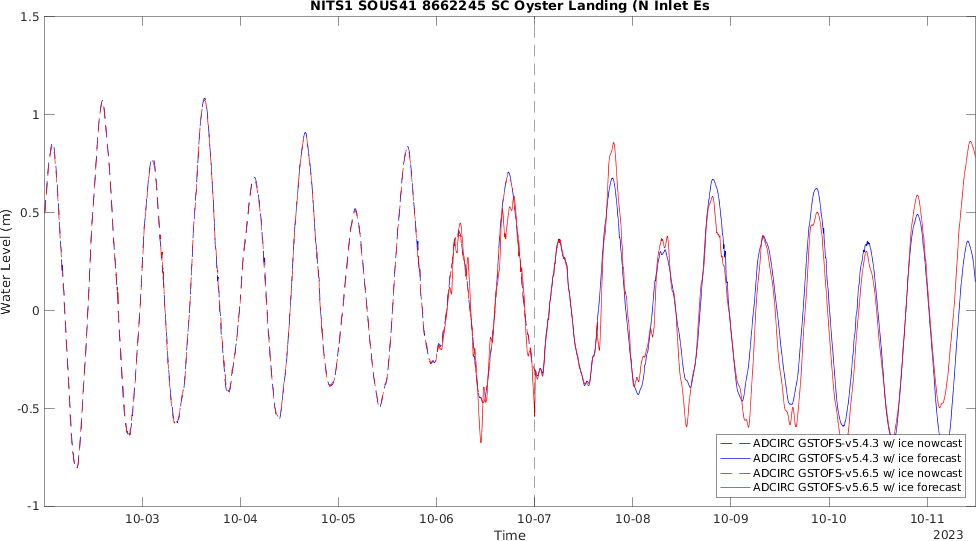 NITS1 SOUS41 8662245 SC Oyster Landing (N Inlet Es
1.5
1
0.5
0
-0.5
-1
Water Level (m)
10-03 10-04 10-05 10-06 10-07 10-08 10-09 10-10 10-11
Time
2023
ADCIRC GSTOFS-v5.4.3 w/ ice nowcast
ADCIRC GSTOFS-v5.4.3 w/ ice forecast
ADCIRC GSTOFS-v5.6.5 w/ ice nowcast
ADCIRC GSTOFS-v5.6.5 w/ ice forecast